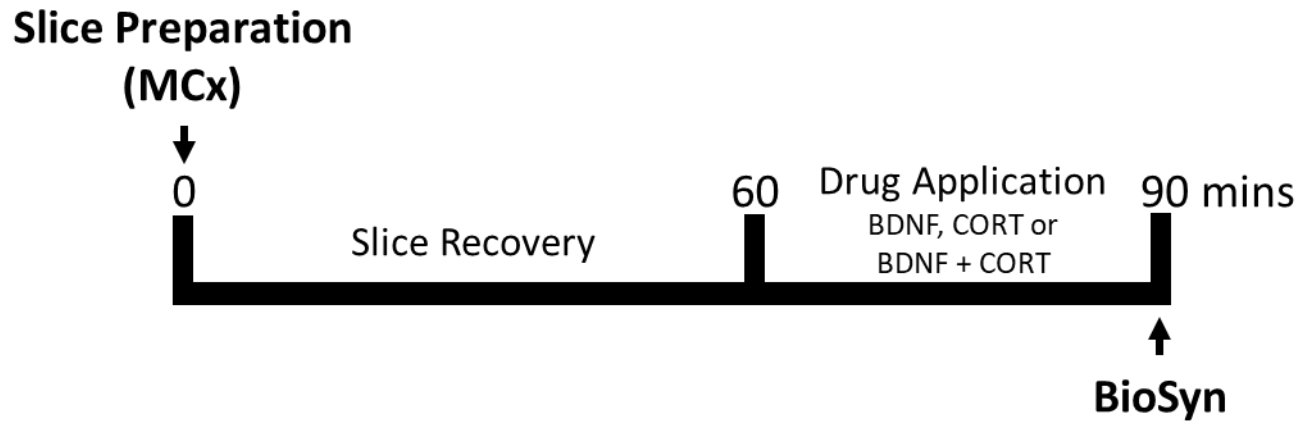 Slice Preparation
(MCx)
0
60
Drug Application
90 mins
Slice Recovery
BDNF, CORT or
BDNF + CORT
BioSyn